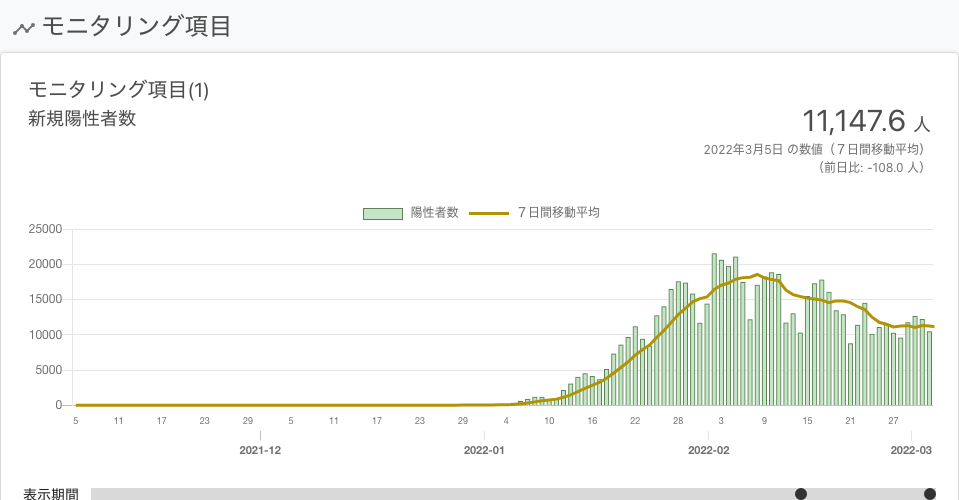 モニタリング項目
モニタリング項目(1)
新規陽性者数
11,147.6 人
2022年3月5日 の数値（７日間移動平均）
（前日比: -108.0 人）
陽性者数 ７日間移動平均
25000
20000
15000
10000
5000
0
5 11 17 23 29 5 11 17 23 29 4 10 16 22 28 3 9 15 21 27
2021-12 2022-01 2022-02 2022-03
表示期間